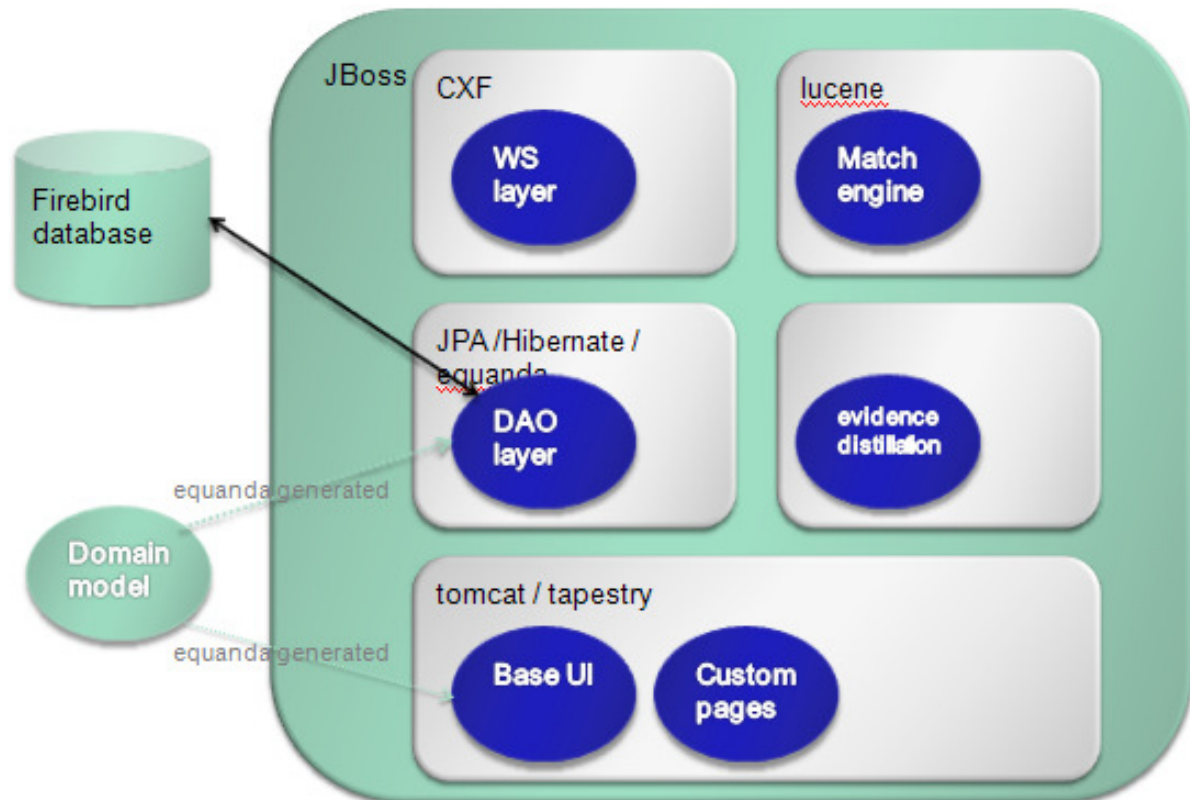 JBoss
CXF
WS
layer
lucene
Match
engine
Firebird
database
JPA /Hibernate /
equanda
DAO
layer
evidence
distillation
equanda generated
Domain
model
equanda generated
tomcat / tapestry
Base UI
Custom
pages